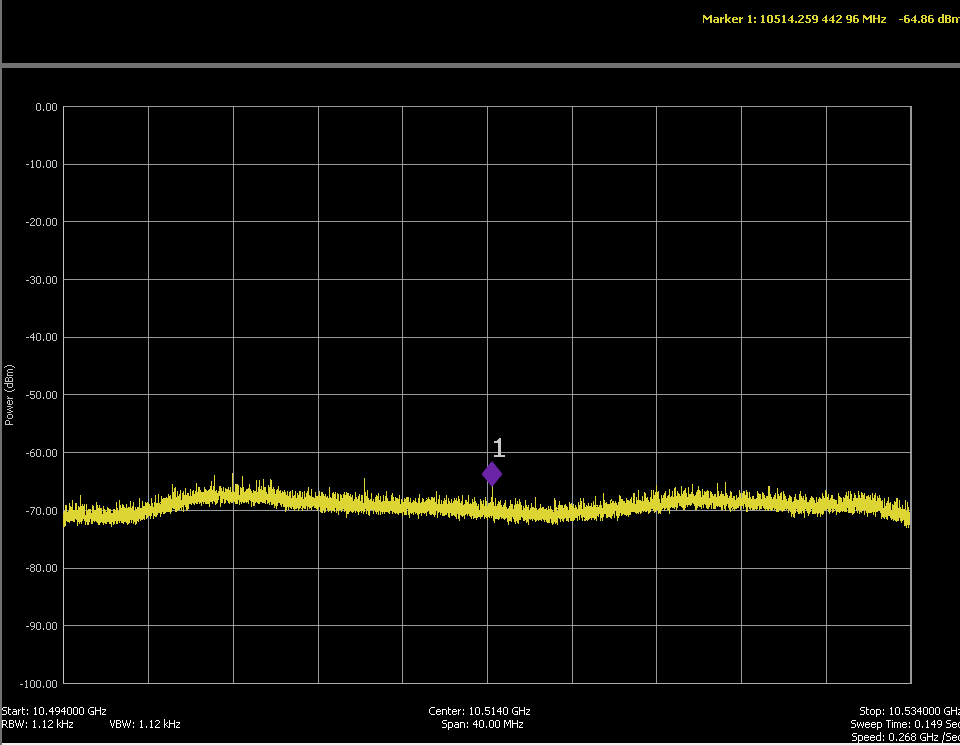 Marker 1: 10514.259 442 96 MHz -64.86 dBm
0.00
-10.00
-20.00
-30.00
-40.00
-50.00
Power (dBm)
1
-60.00
-70.00
-80.00
-90.00
-100.00
Start: 10.494000 GHz Center: 10.5140 GHz Stop: 10.534000 GHz
RBW: 1.12 kHz VBW: 1.12 kHz Span: 40.00 MHz Sweep Time: 0.149 Sec
Speed: 0.268 GHz /Sec